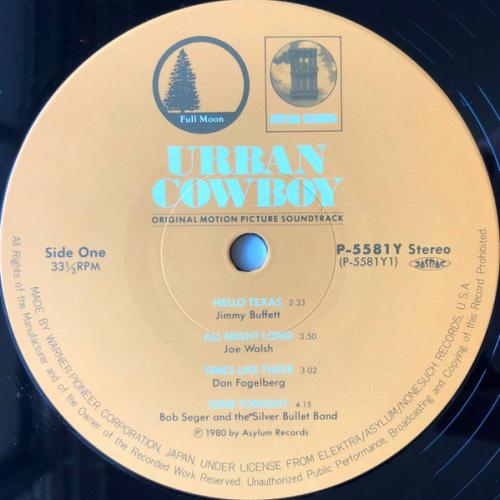 Full Moon
ASYLUM RECORDS
URBAN
COWBOY
ORIGINAL MOTION PICTURE SOUNDTRACK
Side One
33⅓RPM
P-5581Y Stereo
(P-5581Y1)
HELLO TEXAS 2:33
Jimmy Buffett
ALL NIGHT LONG 3:50
Joe Walsh
TIMES LIKE THESE 3:02
Dan Fogelberg
NINE TONIGHT 4:15
Bob Seger and the Silver Bullet Band
Ⓟ 1980 by Asylum Records
MADE BY WARNER-PIONEER CORPORATION, JAPAN, UNDER LICENSE FROM ELEKTRA/ASYLUM/NONESUCH RECORDS, U.S.A.
All Rights of the Manufacturer and of the Owner of the Recorded Work Reserved. Unauthorized Public Performance, Broadcasting and Copying of this Record Prohibited.